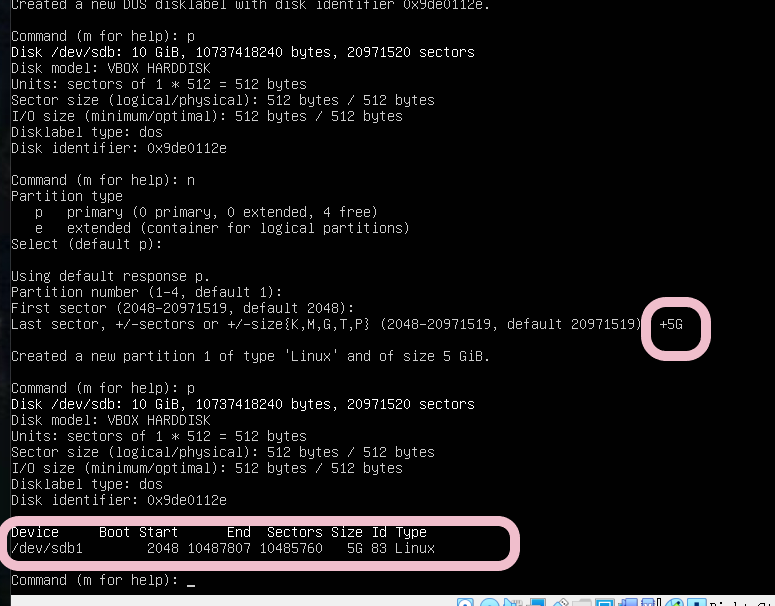 Created a new DOS disklabel with disk identifier 0x9de0112e.
Command (m for help): p
Disk /dev/sdb: 10 GiB, 10737418240 bytes, 20971520 sectors
Disk model: VBOX HARDDISK
Units: sectors of 1 * 512 = 512 bytes
Sector size (logical/physical): 512 bytes / 512 bytes
I/O size (minimum/optimal): 512 bytes / 512 bytes
Disklabel type: dos
Disk identifier: 0x9de0112e
Command (m for help): n
Partition type
p   primary (0 primary, 0 extended, 4 free)
e   extended (container for logical partitions)
Select (default p):
Using default response p.
Partition number (1-4, default 1):
First sector (2048-20971519, default 2048):
Last sector, +/-sectors or +/-size{K,M,G,T,P} (2048-20971519, default 20971519) +5G
Created a new partition 1 of type 'Linux' and of size 5 GiB.
Command (m for help): p
Disk /dev/sdb: 10 GiB, 10737418240 bytes, 20971520 sectors
Disk model: VBOX HARDDISK
Units: sectors of 1 * 512 = 512 bytes
Sector size (logical/physical): 512 bytes / 512 bytes
I/O size (minimum/optimal): 512 bytes / 512 bytes
Disklabel type: dos
Disk identifier: 0x9de0112e
Device     Boot Start      End  Sectors Size Id Type
/dev/sdb1        2048 10487807 10485760   5G 83 Linux
Command (m for help): _